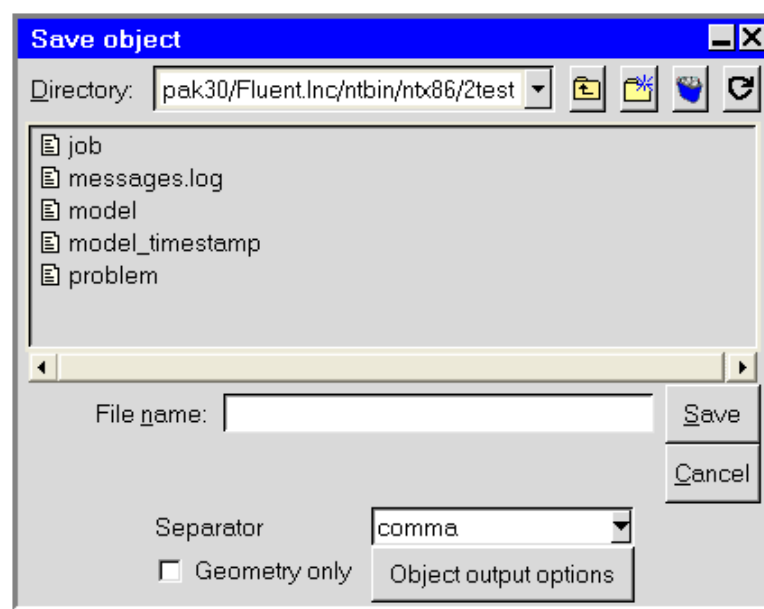 Save object
Directory: pak30/Fluent.Inc/ntbin/ntx86/2test
job
messages.log
model
model_timestamp
problem
File name: Save
Cancel
Separator comma
Geometry only Object output options